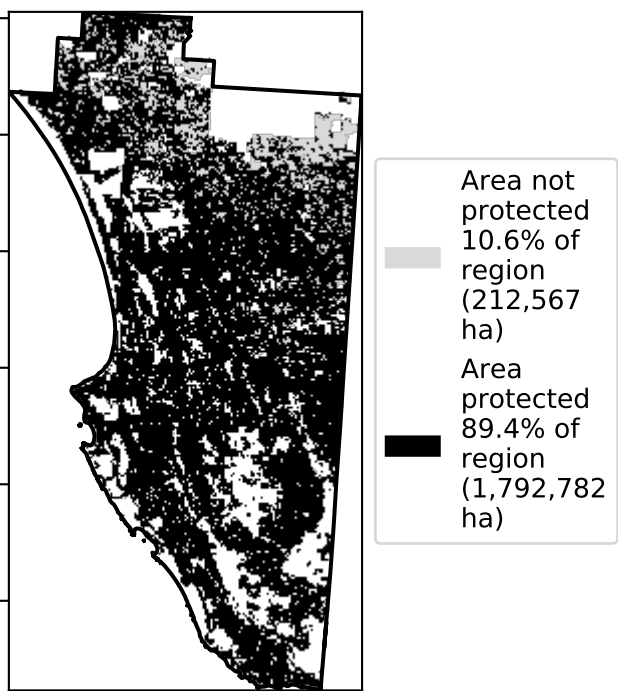 Area not
protected
10.6% of
region
(212,567
ha)
Area
protected
89.4% of
region
(1,792,782
ha)